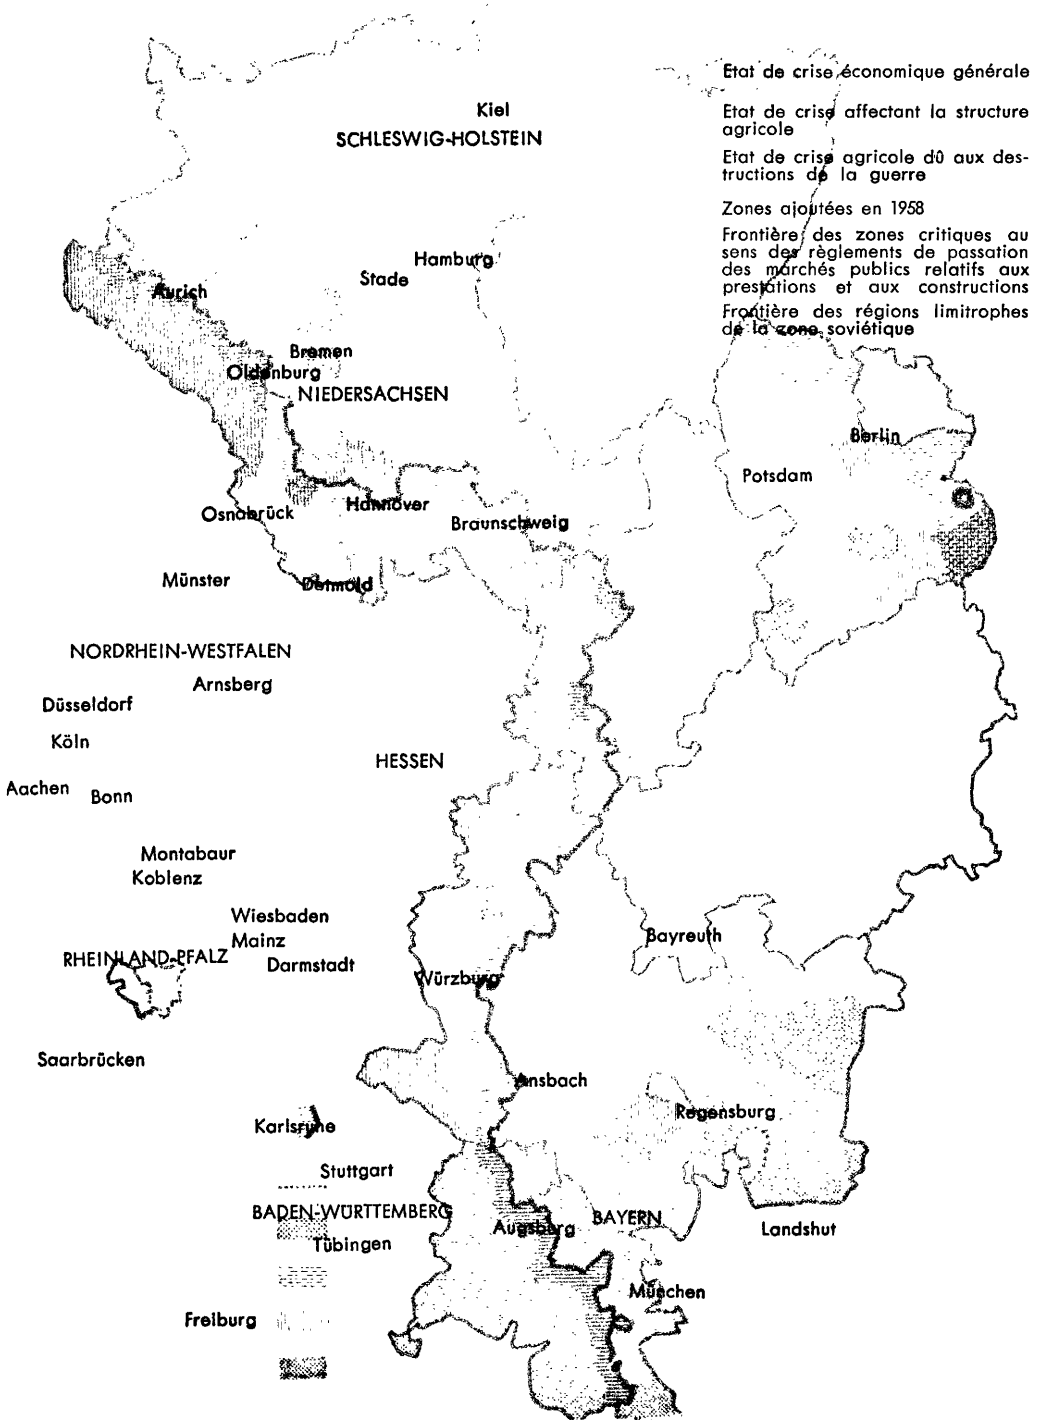 Etat de crise économique générale
Etat de crise affectant la structure
agricole
Etat de crise agricole dû aux des-
tructions de la guerre
Zones ajoutées en 1958
Frontière des zones critiques au
sens des règlements de passation
des marchés publics relatifs aux
prestations et aux constructions
Frontière des régions limitrophes
de la zone soviétique
Kiel
SCHLESWIG-HOLSTEIN
Hamburg
Stade
Aurich
Bremen
Oldenburg
NIEDERSACHSEN
Berlin
Potsdam
Hannover
Osnabrück
Braunschweig
Münster
Detmold
NORDRHEIN-WESTFALEN
Arnsberg
Düsseldorf
Köln
HESSEN
Aachen
Bonn
Montabaur
Koblenz
Wiesbaden
Mainz
RHEINLAND-PFALZ
Darmstadt
Bayreuth
Würzburg
Saarbrücken
Ansbach
Regensburg
Karlsruhe
Stuttgart
BADEN-WÜRTTEMBERG
Augsburg
BAYERN
Landshut
Tübingen
München
Freiburg